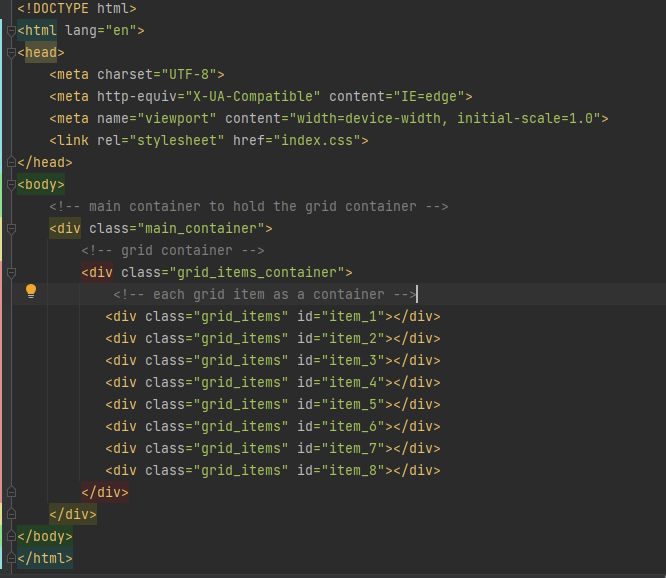 <!DOCTYPE html>
<html lang="en">
<head>
    <meta charset="UTF-8">
    <meta http-equiv="X-UA-Compatible" content="IE=edge">
    <meta name="viewport" content="width=device-width, initial-scale=1.0">
    <link rel="stylesheet" href="index.css">
</head>
<body>
    <!-- main container to hold the grid container -->
    <div class="main_container">
        <!-- grid container -->
        <div class="grid_items_container">
            <!-- each grid item as a container -->
           <div class="grid_items" id="item_1"></div>
           <div class="grid_items" id="item_2"></div>
           <div class="grid_items" id="item_3"></div>
           <div class="grid_items" id="item_4"></div>
           <div class="grid_items" id="item_5"></div>
           <div class="grid_items" id="item_6"></div>
           <div class="grid_items" id="item_7"></div>
           <div class="grid_items" id="item_8"></div>
        </div>
    </div>
</body>
</html>